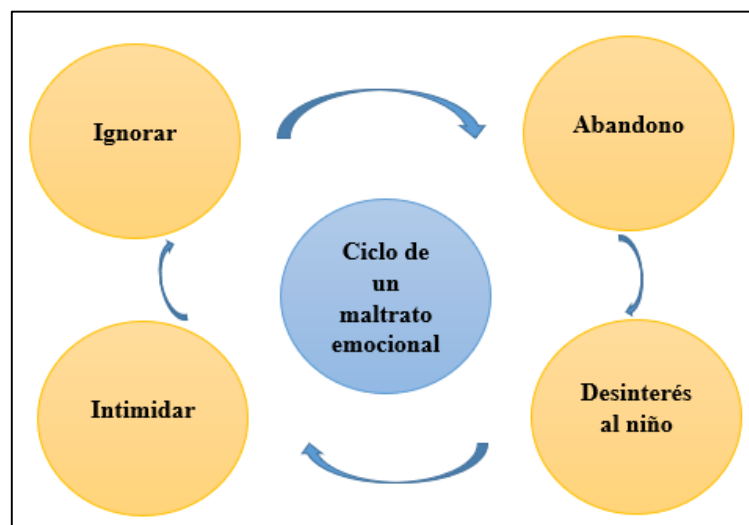 Ignorar
Abandono
Ciclo de
un
maltrato
emocional
Intimidar
Desinterés
al niño